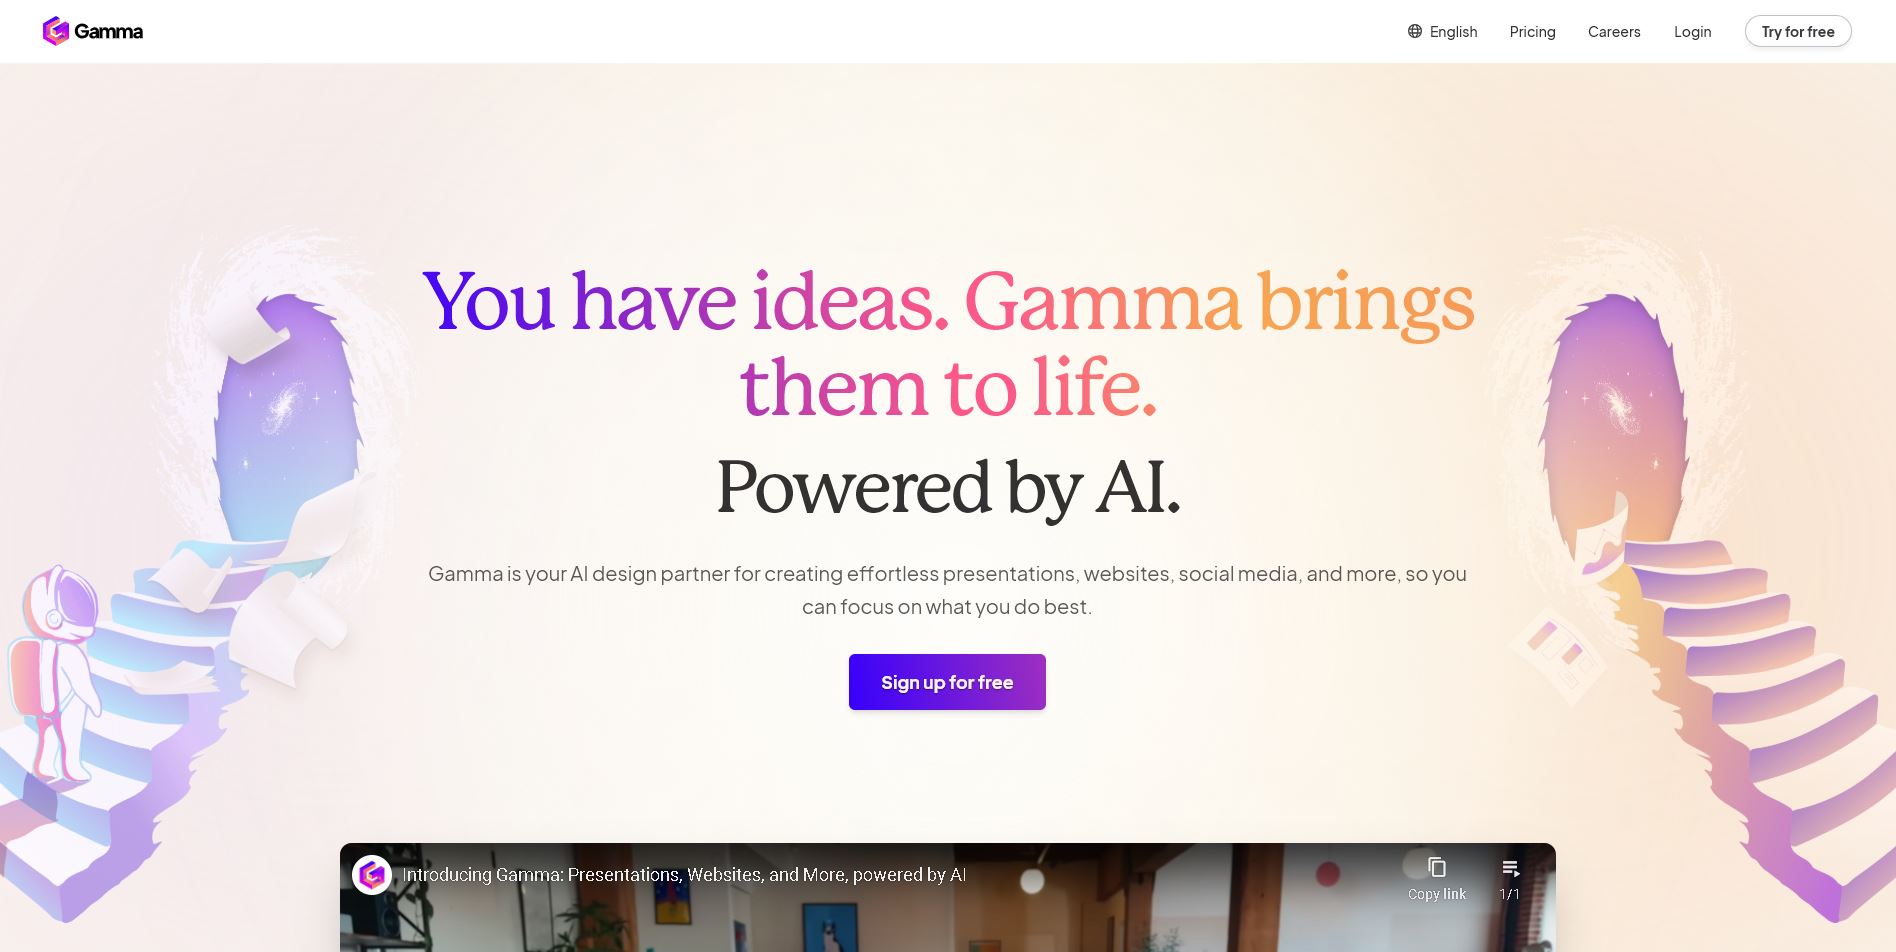 Gamma
English
Pricing
Careers
Login
Try for free
You have ideas. Gamma brings
them to life.
Powered by AI.
Gamma is your AI design partner for creating effortless presentations, websites, social media, and more, so you
can focus on what you do best.
Sign up for free
Introducing Gamma: Presentations, Websites, and More, powered by AI
Copy link
1/1